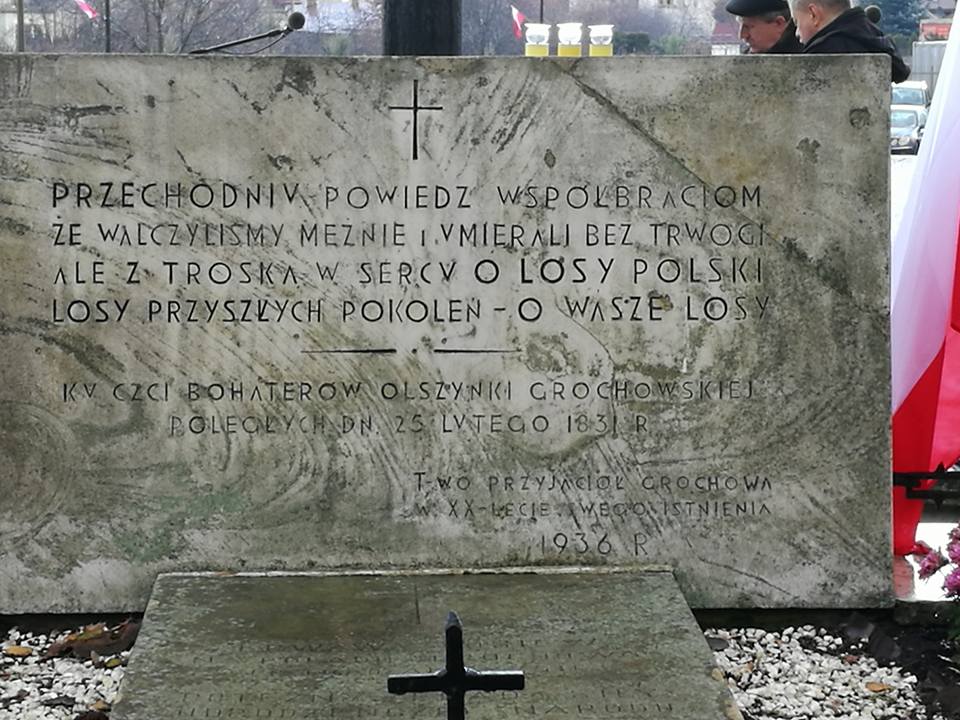 PRZECHODNIV POWIEDZ WSPÓŁBRACIOM
ŻE WALCZYLISMY MĘŻNIE I VMIERALI BEZ TRWOGI
ALE Z TROSKĄ W SERCV O LOSY POLSKI
LOSY PRZYSZŁYCH POKOLEŃ - O WASZE LOSY
KV CZCI BOHATERÓW OLSZYNKI GROCHOWSKIEJ
POLEGŁYCH DN. 25 LVTEGO 1831 R
T-WO PRZYJACIÓŁ GROCHOWA
W XX-LECIE SWEGO ISTNIENIA
1936 R